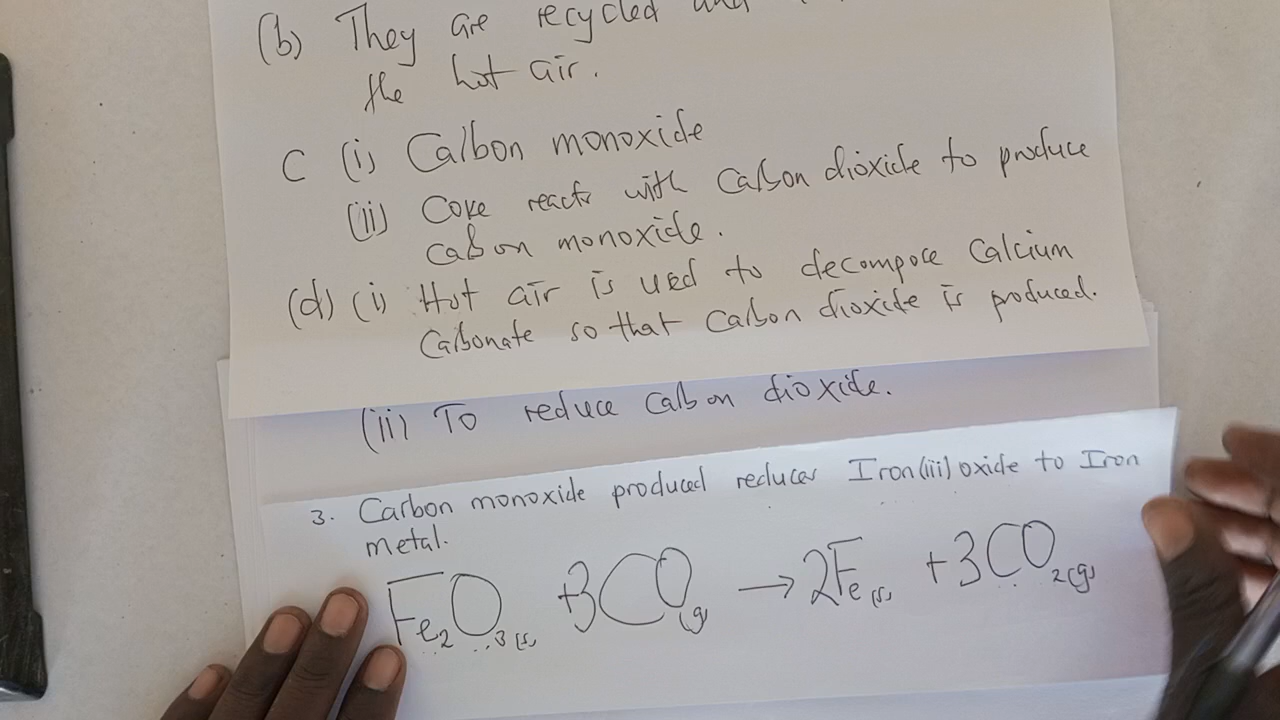 (b) They are recycled and
the hot air.
C (i) Carbon monoxide
(ii) Coke reacts with Carbon dioxide to produce
carbon monoxide.
(d) (i) Hot air is used to decompose Calcium
Carbonate so that Carbon dioxide is produced.
(ii) To reduce Carbon dioxide.
3. Carbon monoxide produced reduces Iron(iii) oxide to Iron
metal.
Fe₂O₃(s) +3CO(g) → 2Fe(s) +3CO₂(g)